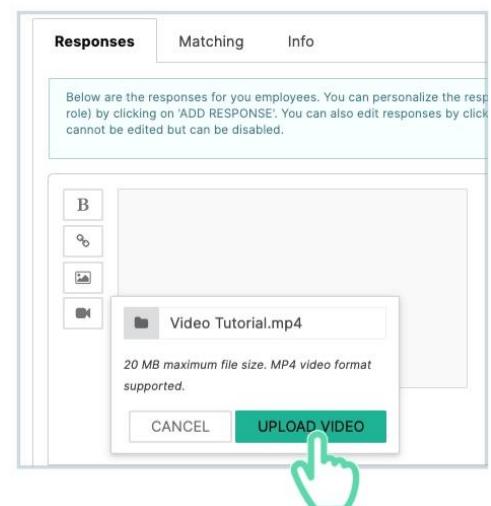 Responses Matching Info
Below are the responses for you employees. You can personalize the resp
role) by clicking on 'ADD RESPONSE'. You can also edit responses by click
cannot be edited but can be disabled.
B
Video Tutorial.mp4
20 MB maximum file size. MP4 video format
supported.
CANCEL UPLOAD VIDEO